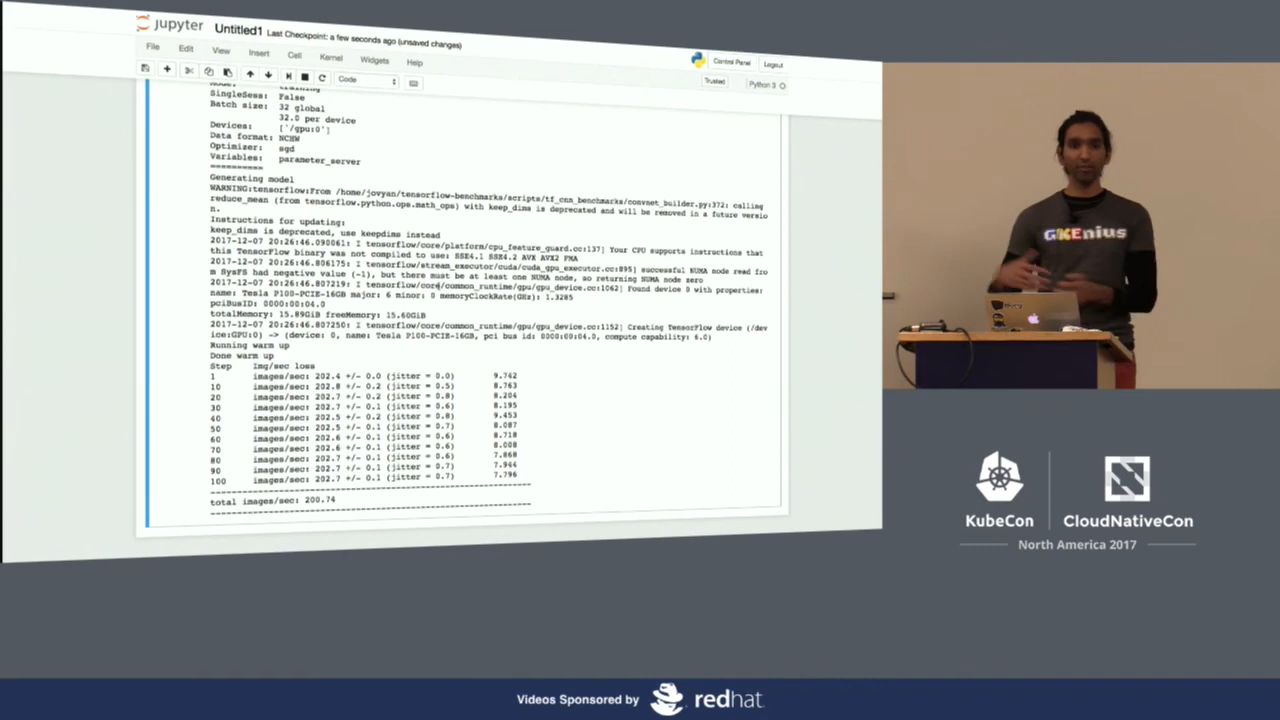 jupyter Untitled1 Last Checkpoint: a few seconds ago (unsaved changes)
Control Panel Logout
File Edit View Insert Cell Kernel Widgets Help
Trusted Python 3
Code
training
SingleSess: False
Batch size: 32 global
32.0 per device
Devices: ['/gpu:0']
Data format: NCHW
Optimizer: sgd
Variables: parameter_server
==========
Generating model
WARNING:tensorflow:From /home/jovyan/tensorflow-benchmarks/scripts/tf_cnn_benchmarks/convnet_builder.py:372: calling
reduce_mean (from tensorflow.python.ops.math_ops) with keep_dims is deprecated and will be removed in a future versio
n.
Instructions for updating:
keep_dims is deprecated, use keepdims instead
2017-12-07 20:26:46.090061: I tensorflow/core/platform/cpu_feature_guard.cc:137] Your CPU supports instructions that
this TensorFlow binary was not compiled to use: SSE4.1 SSE4.2 AVX AVX2 FMA
2017-12-07 20:26:46.806175: I tensorflow/stream_executor/cuda/cuda_gpu_executor.cc:895] successful NUMA node read fro
m SysFS had negative value (-1), but there must be at least one NUMA node, so returning NUMA node zero
2017-12-07 20:26:46.807219: I tensorflow/core/common_runtime/gpu/gpu_device.cc:1062] Found device 0 with properties:
name: Tesla P100-PCIE-16GB major: 6 minor: 0 memoryClockRate(GHz): 1.3285
pciBusID: 0000:00:04.0
totalMemory: 15.89GiB freeMemory: 15.60GiB
2017-12-07 20:26:46.807250: I tensorflow/core/common_runtime/gpu/gpu_device.cc:1152] Creating TensorFlow device (/dev
ice:GPU:0) -> (device: 0, name: Tesla P100-PCIE-16GB, pci bus id: 0000:00:04.0, compute capability: 6.0)
Running warm up
Done warm up
Step Img/sec loss
1 images/sec: 202.4 +/- 0.0 (jitter = 0.0) 9.742
10 images/sec: 202.8 +/- 0.2 (jitter = 0.5) 8.763
20 images/sec: 202.7 +/- 0.2 (jitter = 0.8) 8.204
30 images/sec: 202.7 +/- 0.1 (jitter = 0.6) 8.195
40 images/sec: 202.5 +/- 0.2 (jitter = 0.8) 9.453
50 images/sec: 202.5 +/- 0.1 (jitter = 0.7) 8.087
60 images/sec: 202.6 +/- 0.1 (jitter = 0.6) 8.718
70 images/sec: 202.6 +/- 0.1 (jitter = 0.6) 8.008
80 images/sec: 202.7 +/- 0.1 (jitter = 0.6) 7.868
90 images/sec: 202.7 +/- 0.1 (jitter = 0.7) 7.944
100 images/sec: 202.7 +/- 0.1 (jitter = 0.7) 7.796
----------------------------------------------------------------
total images/sec: 200.74
----------------------------------------------------------------
GKEnius
KubeCon CloudNativeCon
North America 2017
Videos Sponsored by redhat